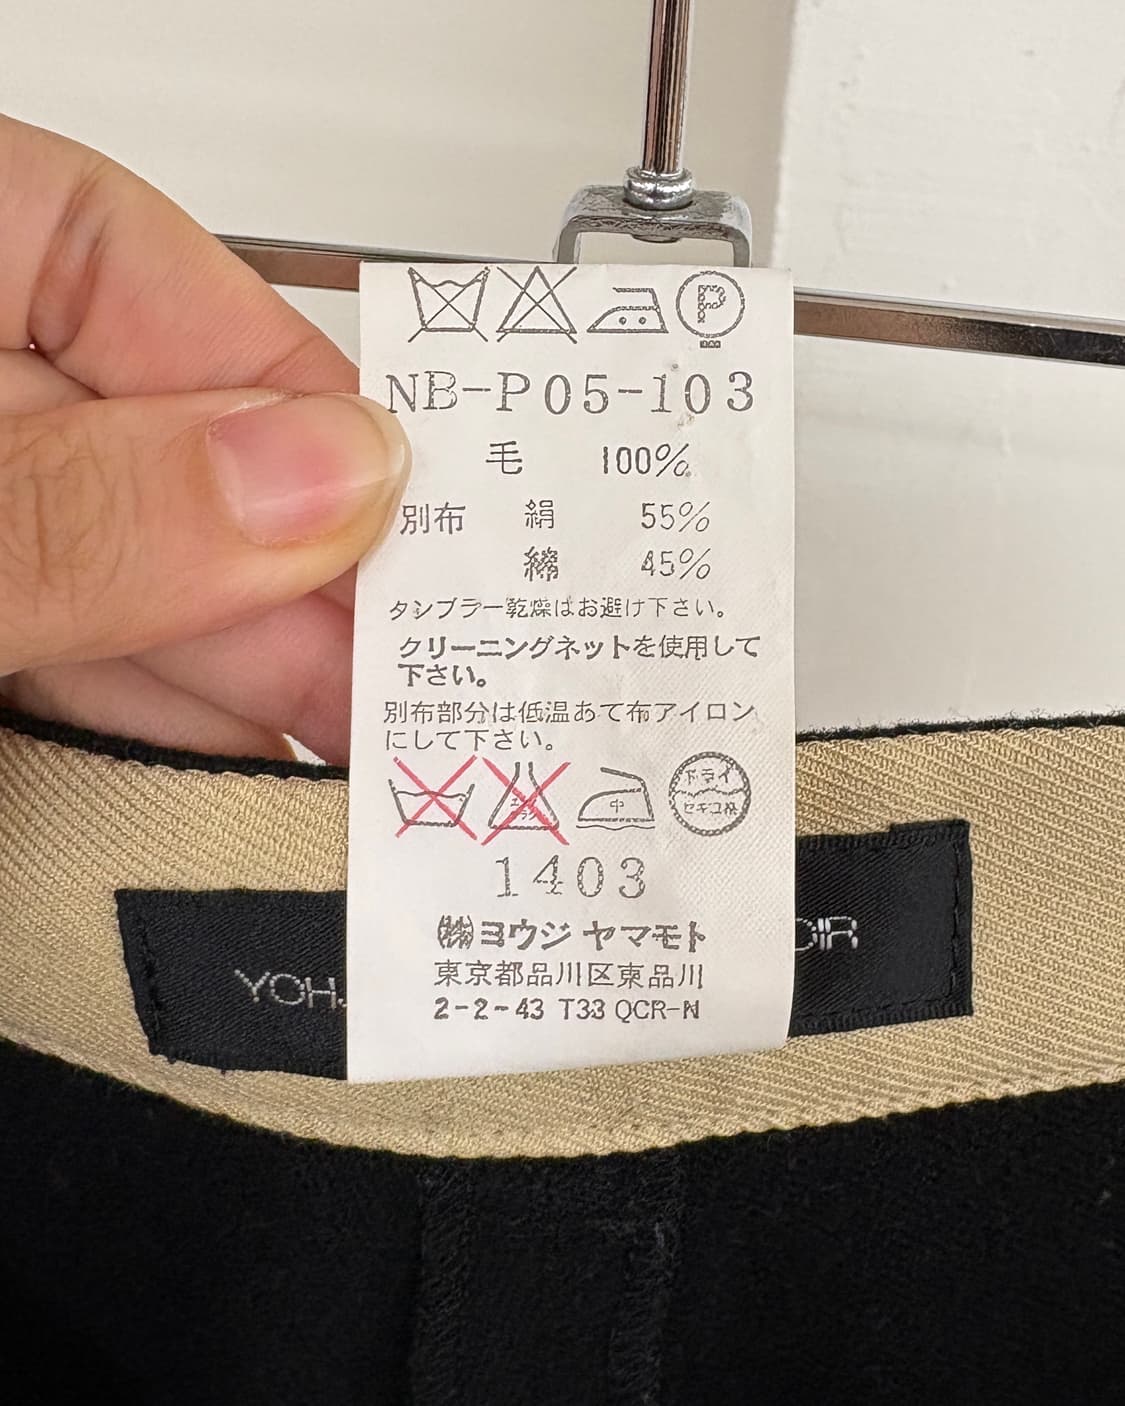 P
NB-P05-103
毛 100%
別布 絹 55%
綿 45%
タンブラー乾燥はお避け下さい。
クリーニングネットを使用して
下さい。
別布部分は低温あて布アイロン
にして下さい。
中
ドライ
セキユ系
1403
㈱ヨウジ ヤマモト
東京都品川区東品川
2-2-43 T33 QCR-N
YOHJ
OIR